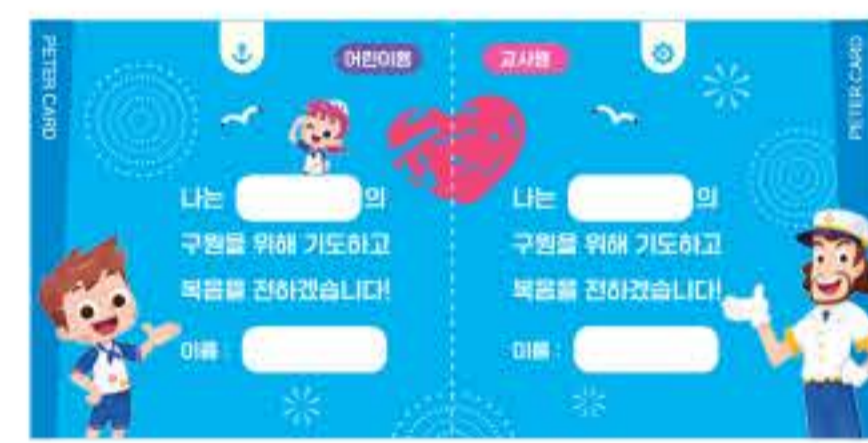 PETER CARD
어린이용
나는 의
구원을 위해 기도하고
복음을 전하겠습니다!
이름 :
교사용
나는 의
구원을 위해 기도하고
복음을 전하겠습니다!
이름 :
PETER CARD